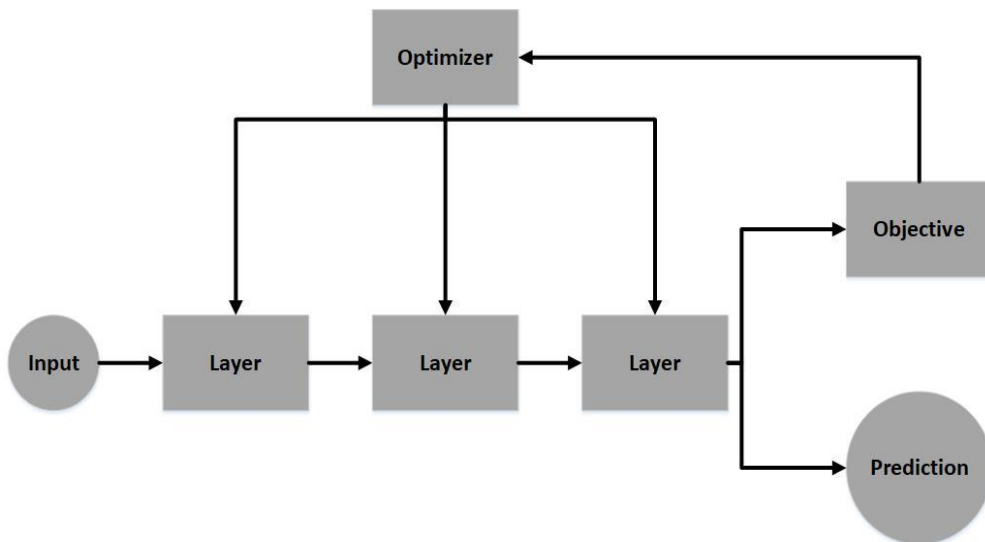 Optimizer
Objective
Input
Layer
Layer
Layer
Prediction